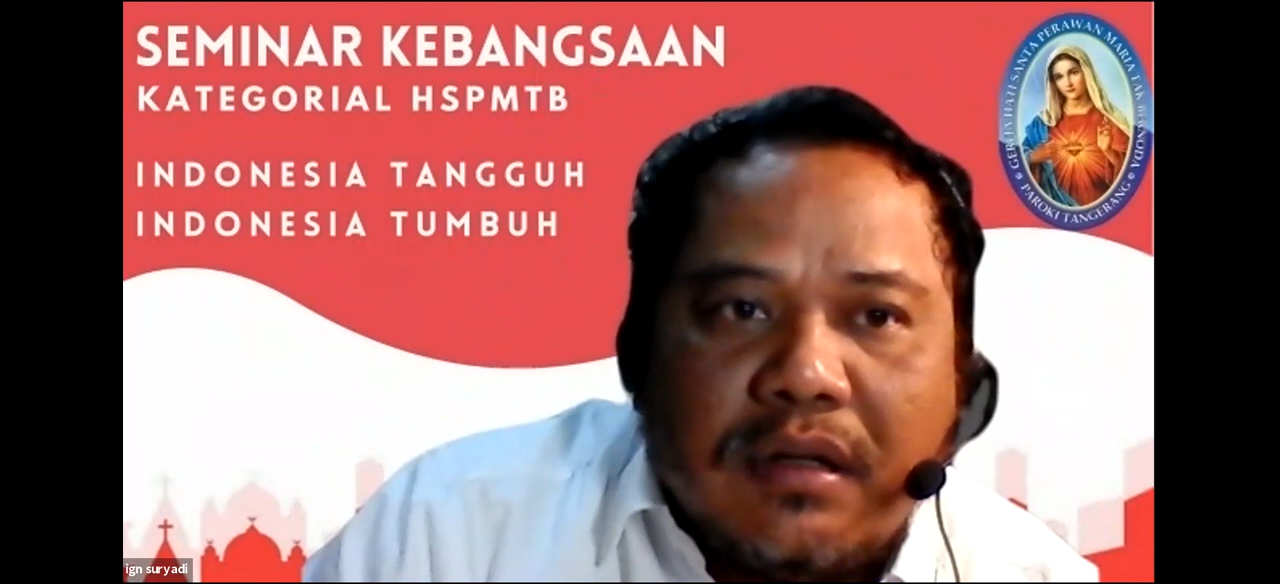 SEMINAR KEBANGSAAN
KATEGORIAL HSPMTB
INDONESIA TANGGUH
INDONESIA TUMBUH
GEREJA HATI SANTA PERAWAN MARIA TAK BERNODA
PAROKI TANGERANG
ign suryadi